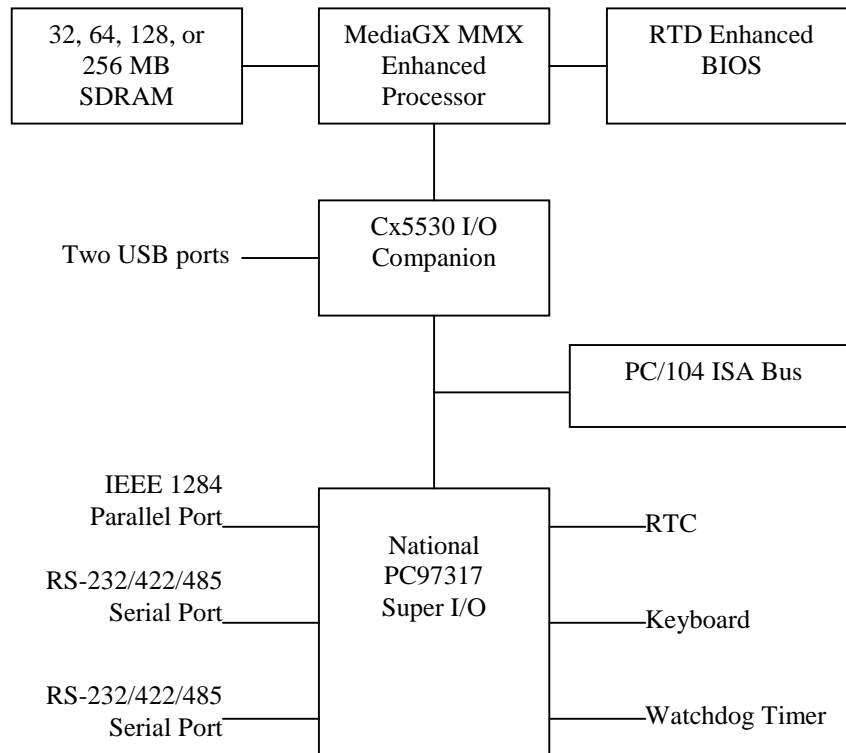 32, 64, 128, or
256 MB
SDRAM
MediaGX MMX
Enhanced
Processor
RTD Enhanced
BIOS
Two USB ports
Cx5530 I/O
Companion
PC/104 ISA Bus
IEEE 1284
Parallel Port
RS-232/422/485
Serial Port
RS-232/422/485
Serial Port
National
PC97317
Super I/O
RTC
Keyboard
Watchdog Timer